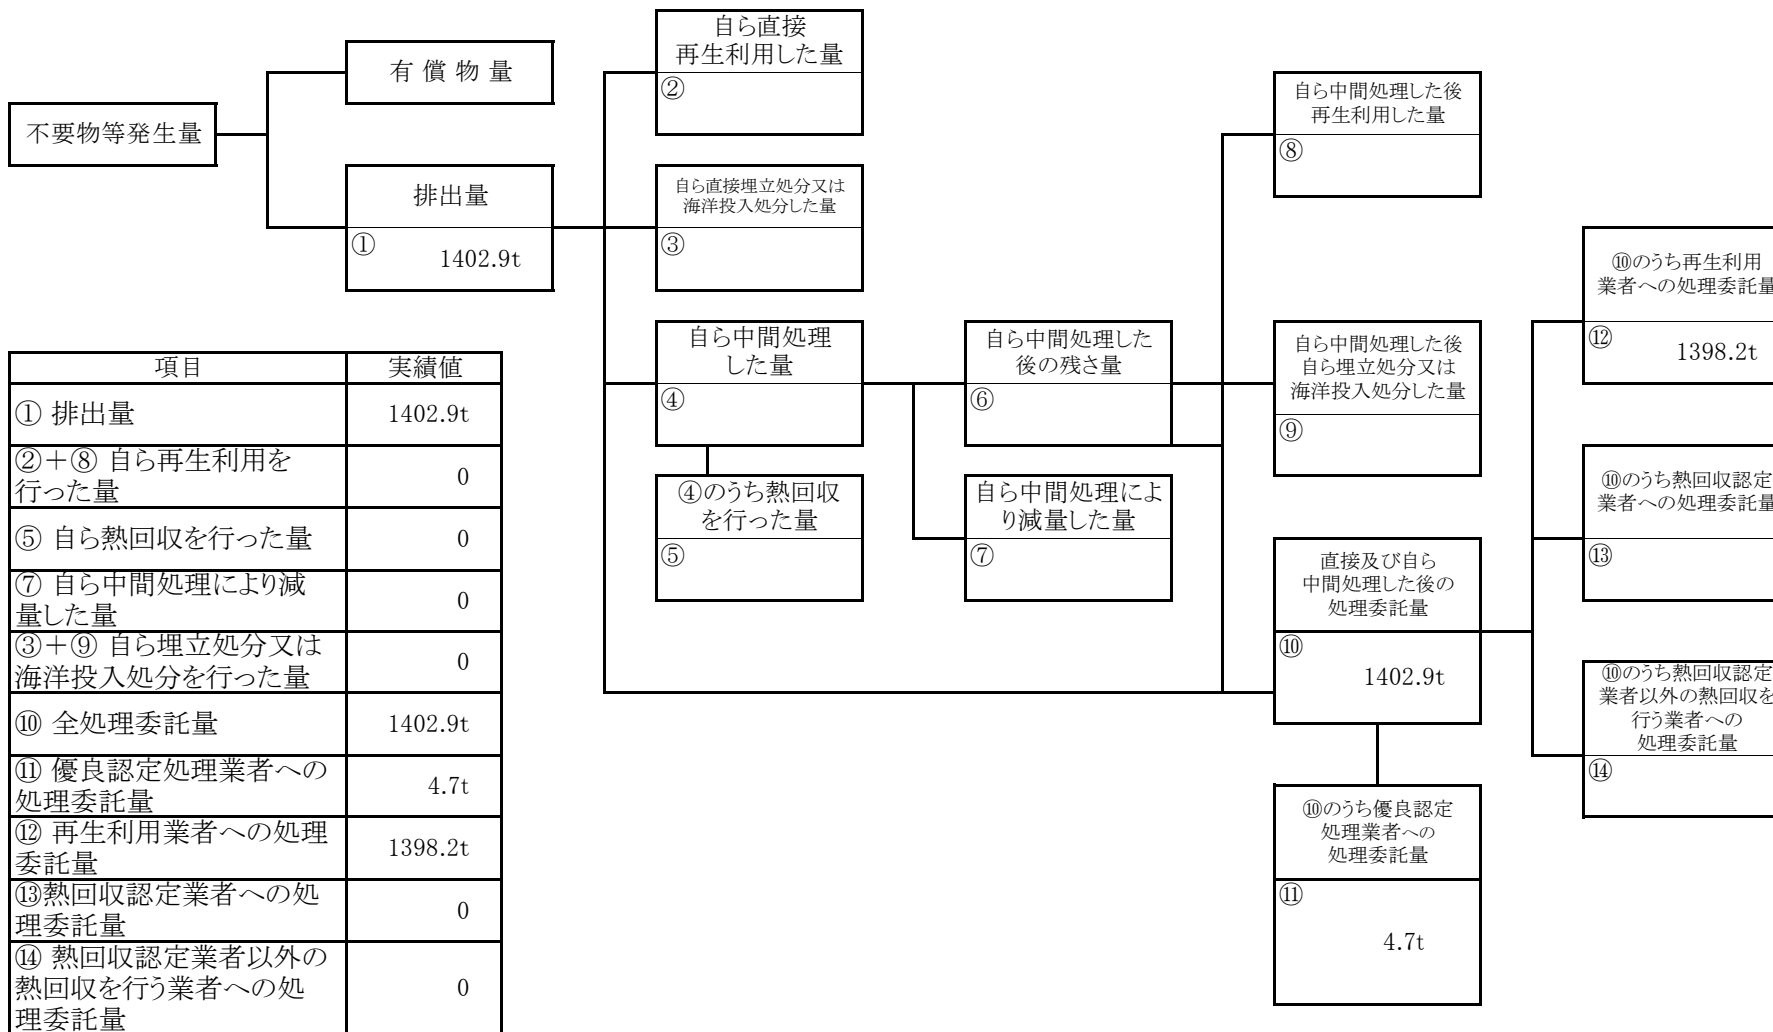 不要物等発生量
有 償 物 量
排出量
①
1402.9t
自ら直接
再生利用した量
②
自ら直接埋立処分又は
海洋投入処分した量
③
自ら中間処理
した量
④
④のうち熱回収
を行った量
⑤
自ら中間処理した
後の残さ量
⑥
自ら中間処理によ
り減量した量
⑦
自ら中間処理した後
再生利用した量
⑧
自ら中間処理した後
自ら埋立処分又は
海洋投入処分した量
⑨
直接及び自ら
中間処理した後の
処理委託量
⑩
1402.9t
⑩のうち優良認定
処理業者への
処理委託量
⑪
4.7t
⑩のうち再生利用
業者への処理委託量
⑫
1398.2t
⑩のうち熱回収認定
業者への処理委託量
⑬
⑩のうち熱回収認定
業者以外の熱回収を
行う業者への
処理委託量
⑭
項目 実績値
① 排出量 1402.9t
②＋⑧ 自ら再生利用を
行った量 0
⑤ 自ら熱回収を行った量 0
⑦ 自ら中間処理により減
量した量 0
③＋⑨ 自ら埋立処分又は
海洋投入処分を行った量 0
⑩ 全処理委託量 1402.9t
⑪ 優良認定処理業者への
処理委託量 4.7t
⑫ 再生利用業者への処理
委託量 1398.2t
⑬熱回収認定業者への処
理委託量 0
⑭ 熱回収認定業者以外の
熱回収を行う業者への処
理委託量 0